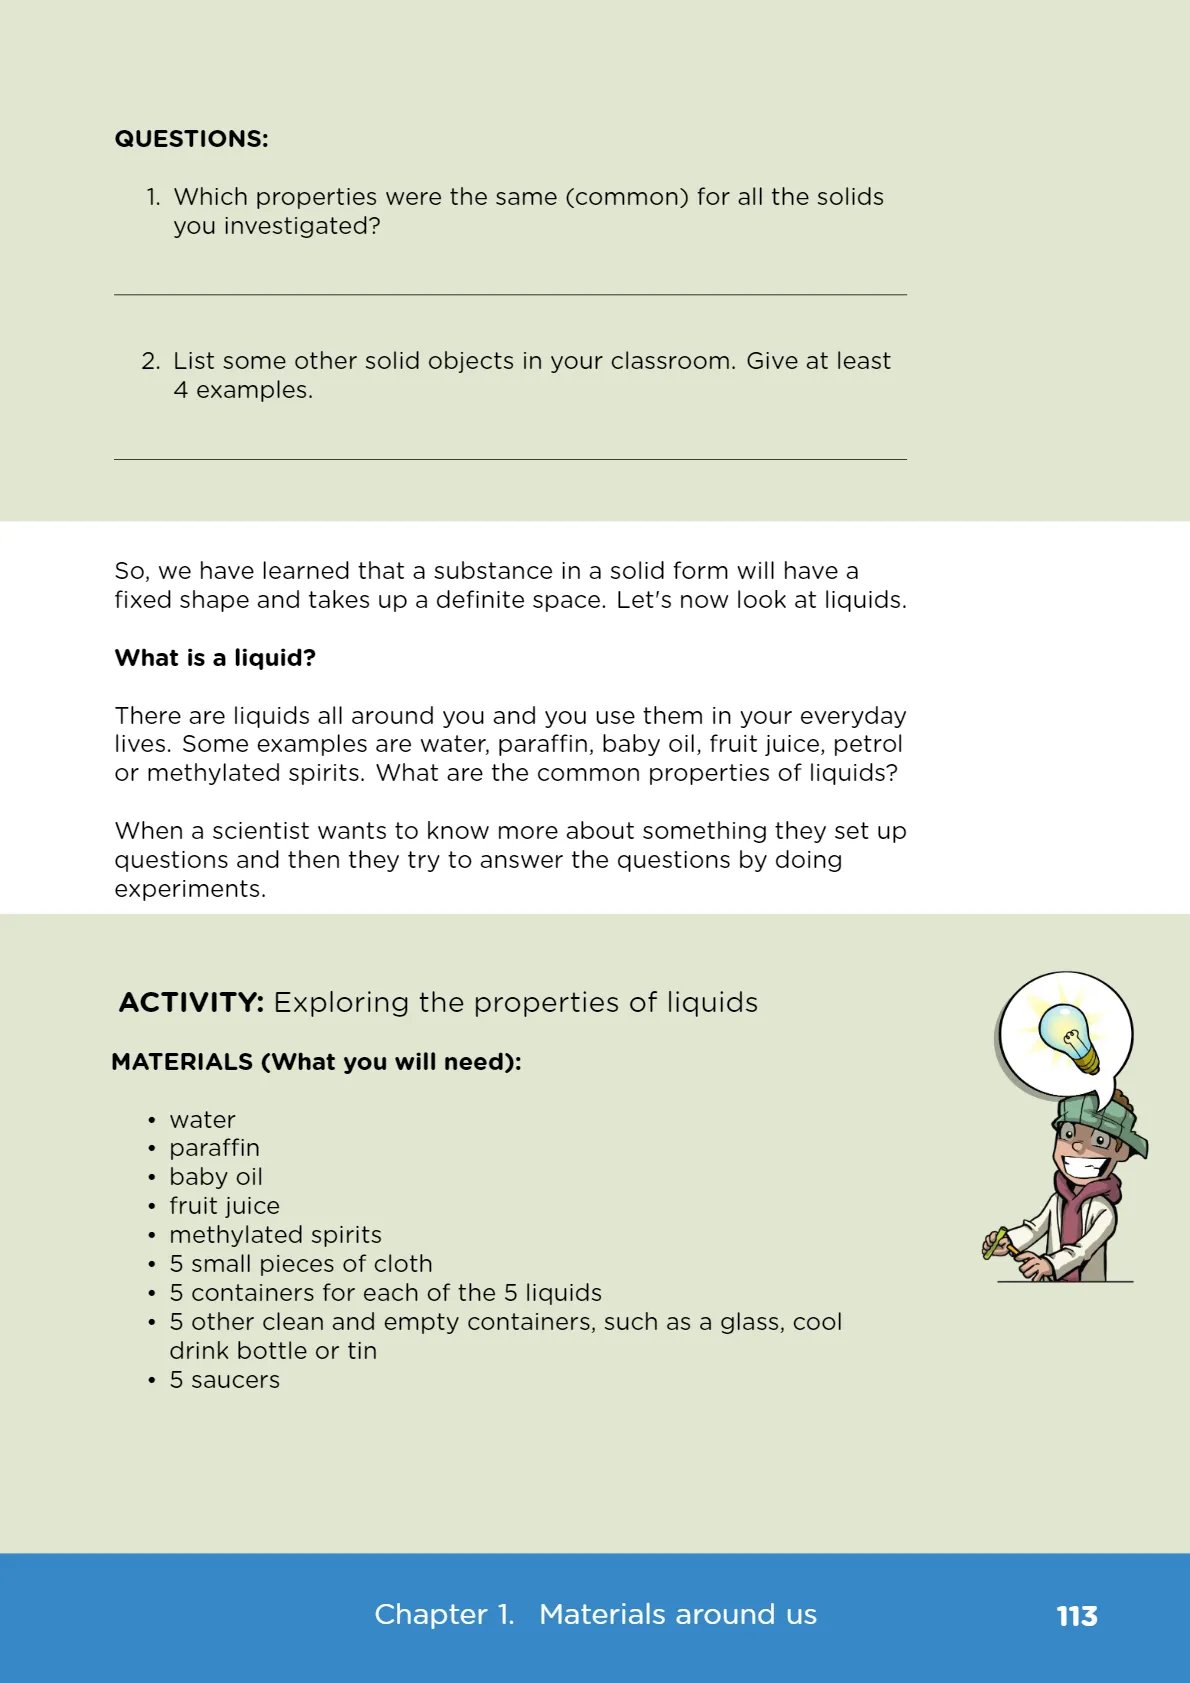 QUESTIONS:
1. Which properties were the same (common) for all the solids
you investigated?
2. List some other solid objects in your classroom. Give at least
4 examples.
So, we have learned that a substance in a solid form will have a
fixed shape and takes up a definite space. Let's now look at liquids.
What is a liquid?
There are liquids all around you and you use them in your everyday
lives. Some examples are water, paraffin, baby oil, fruit juice, petrol
or methylated spirits. What are the common properties of liquids?
When a scientist wants to know more about something they set up
questions and then they try to answer the questions by doing
experiments.
ACTIVITY: Exploring the properties of liquids
MATERIALS (What you will need):
• water
• paraffin
• baby oil
• fruit juice
• methylated spirits
• 5 small pieces of cloth
• 5 containers for each of the 5 liquids
• 5 other clean and empty containers, such as a glass, cool
drink bottle or tin
• 5 saucers
Chapter 1. Materials around us 113